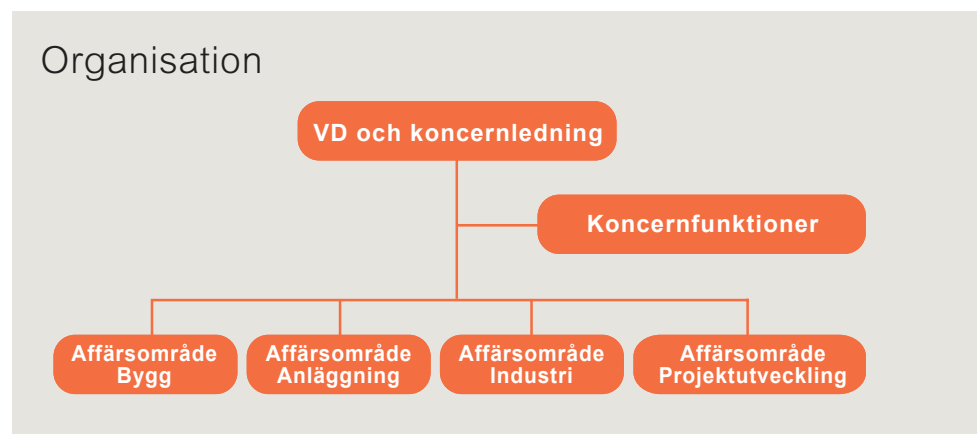 Organisation
VD och koncernledning
Koncernfunktioner
Affärsområde
Bygg
Affärsområde
Anläggning
Affärsområde
Industri
Affärsområde
Projektutveckling